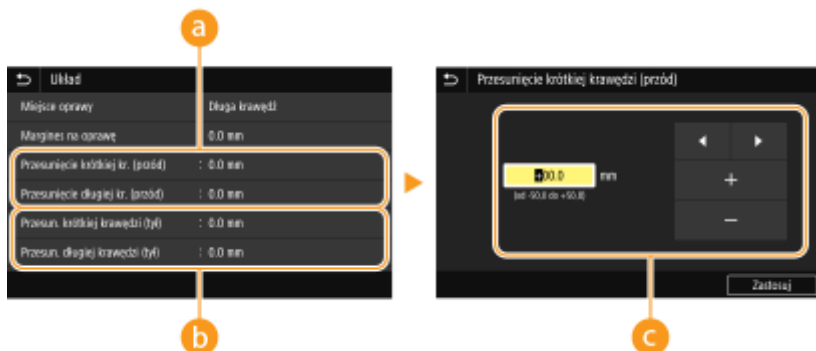 a
Układ
Miejsce oprawy Długa krawędź
Margines na oprawę 0.0 mm
Przesunięcie krótkiej kr. (przód) : 0.0 mm
Przesunięcie długiej kr. (przód) : 0.0 mm
Przesun. krótkiej krawędzi (tył) : 0.0 mm
Przesun. długiej krawędzi (tył) : 0.0 mm
b
Przesunięcie krótkiej krawędzi (przód)
+00.0 mm
(od -50.0 do +50.0)
+
−
Zastosuj
c